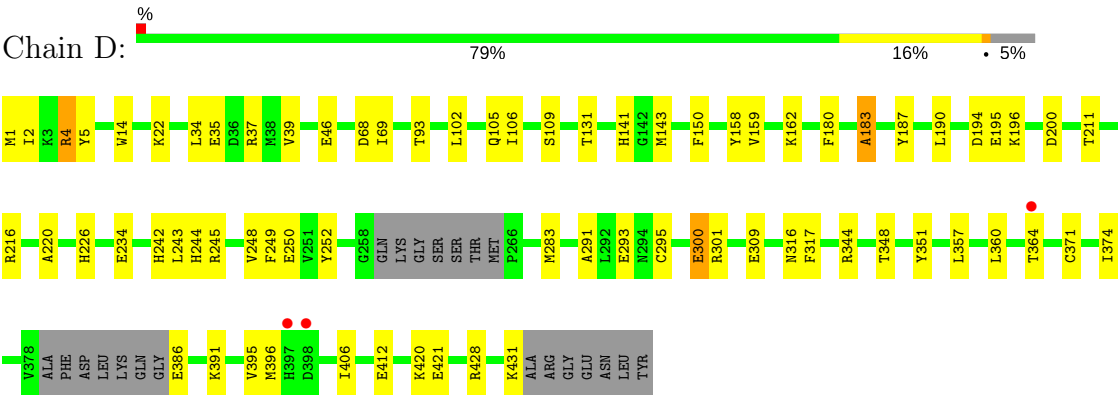 %
Chain D:
79% 16% • 5%
M1 I2 K3 R4 Y5 W14 K22 L34 E35 D36 R37 M38 V39 E46 D68 I69 T93 L102 Q105 I106 S109 T131 H141 G142 M143 F150 Y158 V159 K162 F180 A183 Y187 L190 D194 E195 K196 D200 T211
R216 A220 H226 E234 H242 L243 H244 R245 V248 F249 E250 V251 Y252 G258 GLN LYS GLY SER SER THR MET P266 M283 A291 L292 E293 N294 C295 E300 R301 E309 N316 F317 R344 T348 Y351 L357 L360 T364 C371 I374
V378 ALA PHE ASP LEU LYS GLN GLY E386 K391 V395 M396 H397 D398 I406 E412 K420 E421 R428 K431 ALA ARG GLY GLU ASN LEU TYR